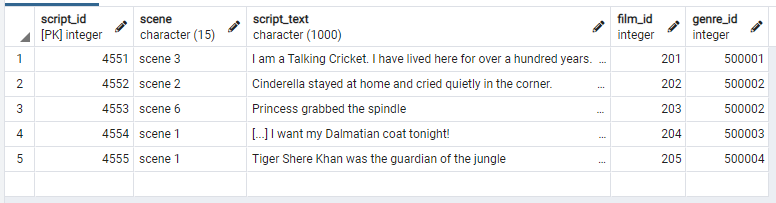 script_id scene script_text film_id genre_id
[PK] integer character (15) character (1000) integer integer
1 4551 scene 3 I am a Talking Cricket. I have lived here for over a hundred years. ... 201 500001
2 4552 scene 2 Cinderella stayed at home and cried quietly in the corner. ... 202 500002
3 4553 scene 6 Princess grabbed the spindle ... 203 500002
4 4554 scene 1 [...] I want my Dalmatian coat tonight! ... 204 500003
5 4555 scene 1 Tiger Shere Khan was the guardian of the jungle ... 205 500004